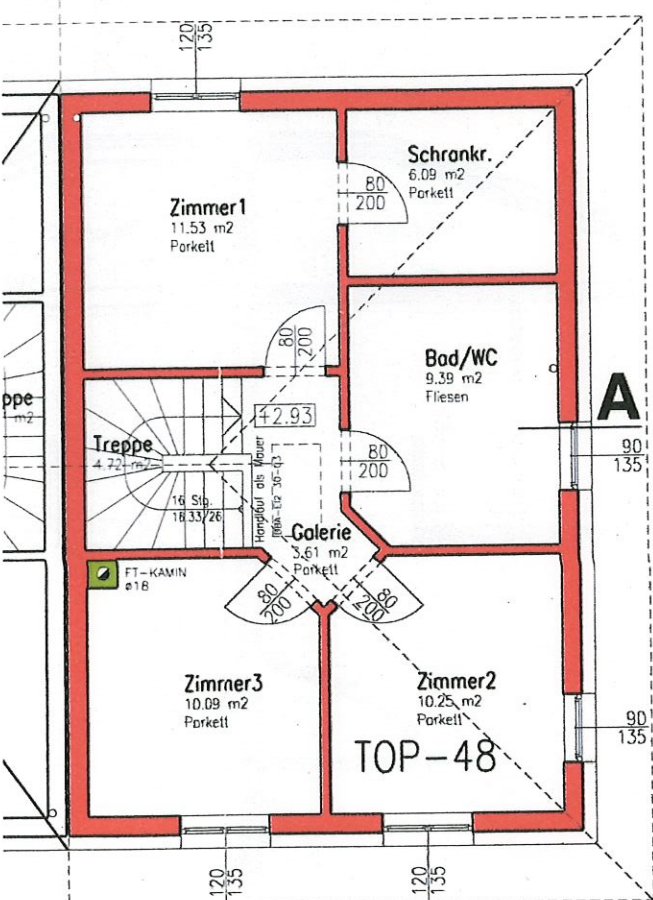 120
135
Schrankr.
6.09 m2
Parkett
80
200
Zimmer1
11.53 m2
Parkett
80
200
Bad/WC
9.39 m2
Fliesen
A
ppe
m2
+2.93
Treppe
4.72 m2
80
200
90
135
16 Stg.
18.33/26
Handlauf als Mauer
Galerie
3.61 m2
Parkett
FT-KAMIN
ø18
80
200
80
200
Zimmer3
10.09 m2
Parkett
Zimmer2
10.25 m2
Parkett
90
135
TOP-48
120
135
120
135